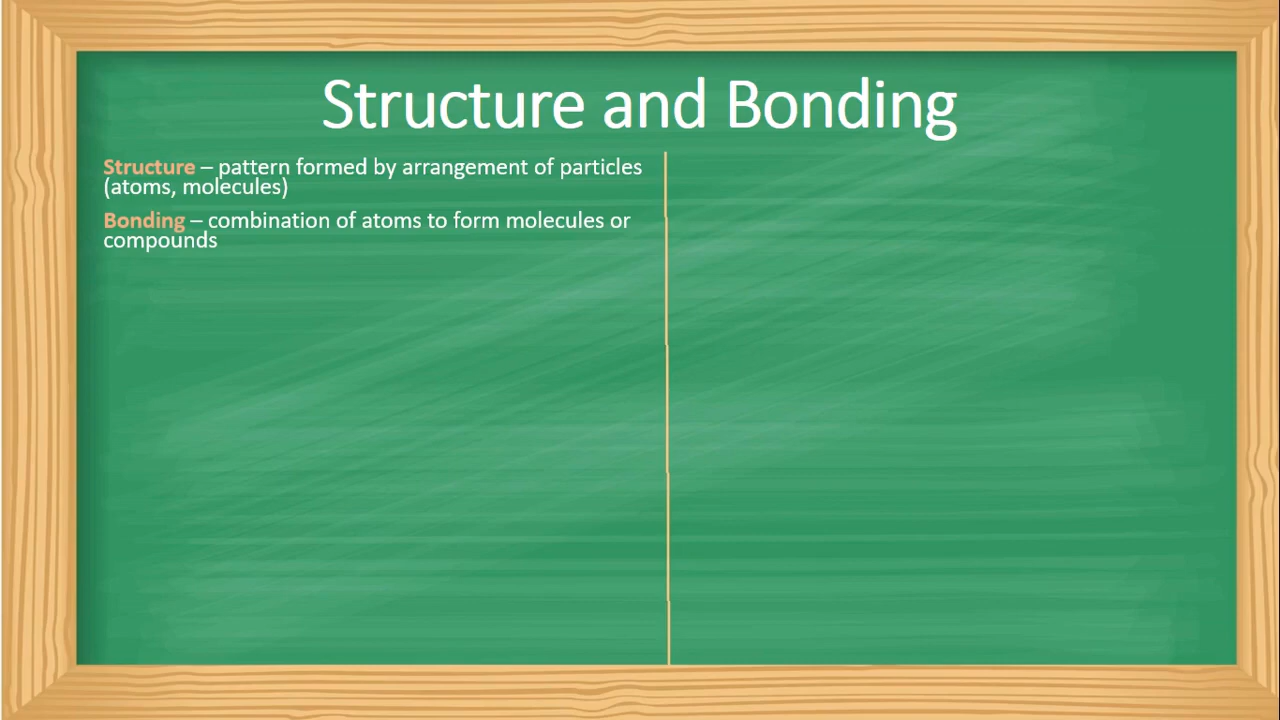 Structure and Bonding
Structure – pattern formed by arrangement of particles
(atoms, molecules)
Bonding – combination of atoms to form molecules or
compounds